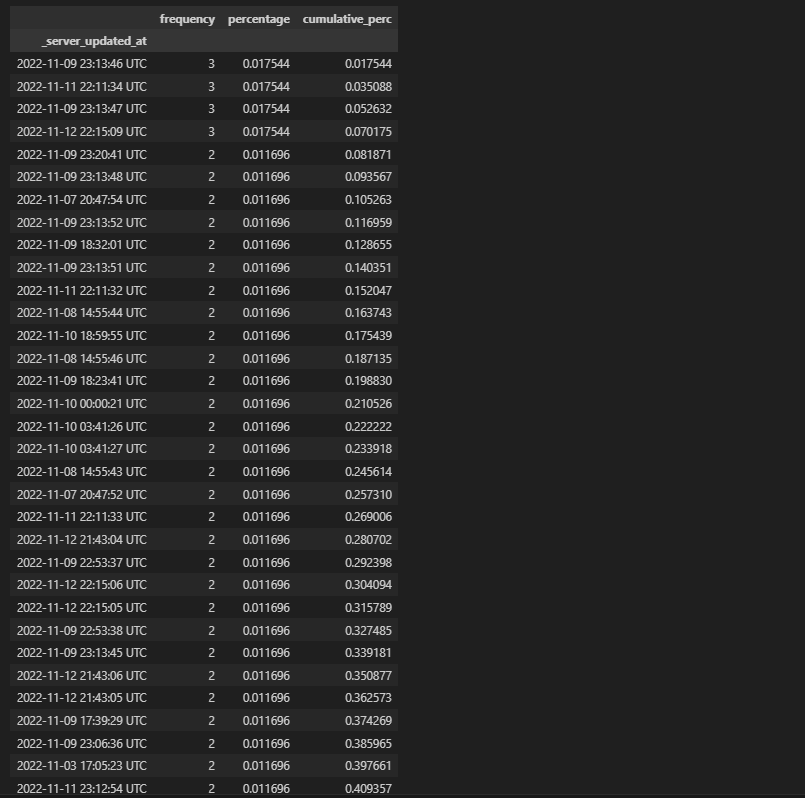 frequency percentage cumulative_perc
_server_updated_at
2022-11-09 23:13:46 UTC 3 0.017544 0.017544
2022-11-11 22:11:34 UTC 3 0.017544 0.035088
2022-11-09 23:13:47 UTC 3 0.017544 0.052632
2022-11-12 22:15:09 UTC 3 0.017544 0.070175
2022-11-09 23:20:41 UTC 2 0.011696 0.081871
2022-11-09 23:13:48 UTC 2 0.011696 0.093567
2022-11-07 20:47:54 UTC 2 0.011696 0.105263
2022-11-09 23:13:52 UTC 2 0.011696 0.116959
2022-11-09 18:32:01 UTC 2 0.011696 0.128655
2022-11-09 23:13:51 UTC 2 0.011696 0.140351
2022-11-11 22:11:32 UTC 2 0.011696 0.152047
2022-11-08 14:55:44 UTC 2 0.011696 0.163743
2022-11-10 18:59:55 UTC 2 0.011696 0.175439
2022-11-08 14:55:46 UTC 2 0.011696 0.187135
2022-11-09 18:23:41 UTC 2 0.011696 0.198830
2022-11-10 00:00:21 UTC 2 0.011696 0.210526
2022-11-10 03:41:26 UTC 2 0.011696 0.222222
2022-11-10 03:41:27 UTC 2 0.011696 0.233918
2022-11-08 14:55:43 UTC 2 0.011696 0.245614
2022-11-07 20:47:52 UTC 2 0.011696 0.257310
2022-11-11 22:11:33 UTC 2 0.011696 0.269006
2022-11-12 21:43:04 UTC 2 0.011696 0.280702
2022-11-09 22:53:37 UTC 2 0.011696 0.292398
2022-11-12 22:15:06 UTC 2 0.011696 0.304094
2022-11-12 22:15:05 UTC 2 0.011696 0.315789
2022-11-09 22:53:38 UTC 2 0.011696 0.327485
2022-11-09 23:13:45 UTC 2 0.011696 0.339181
2022-11-12 21:43:06 UTC 2 0.011696 0.350877
2022-11-12 21:43:05 UTC 2 0.011696 0.362573
2022-11-09 17:39:29 UTC 2 0.011696 0.374269
2022-11-09 23:06:36 UTC 2 0.011696 0.385965
2022-11-03 17:05:23 UTC 2 0.011696 0.397661
2022-11-11 23:12:54 UTC 2 0.011696 0.409357